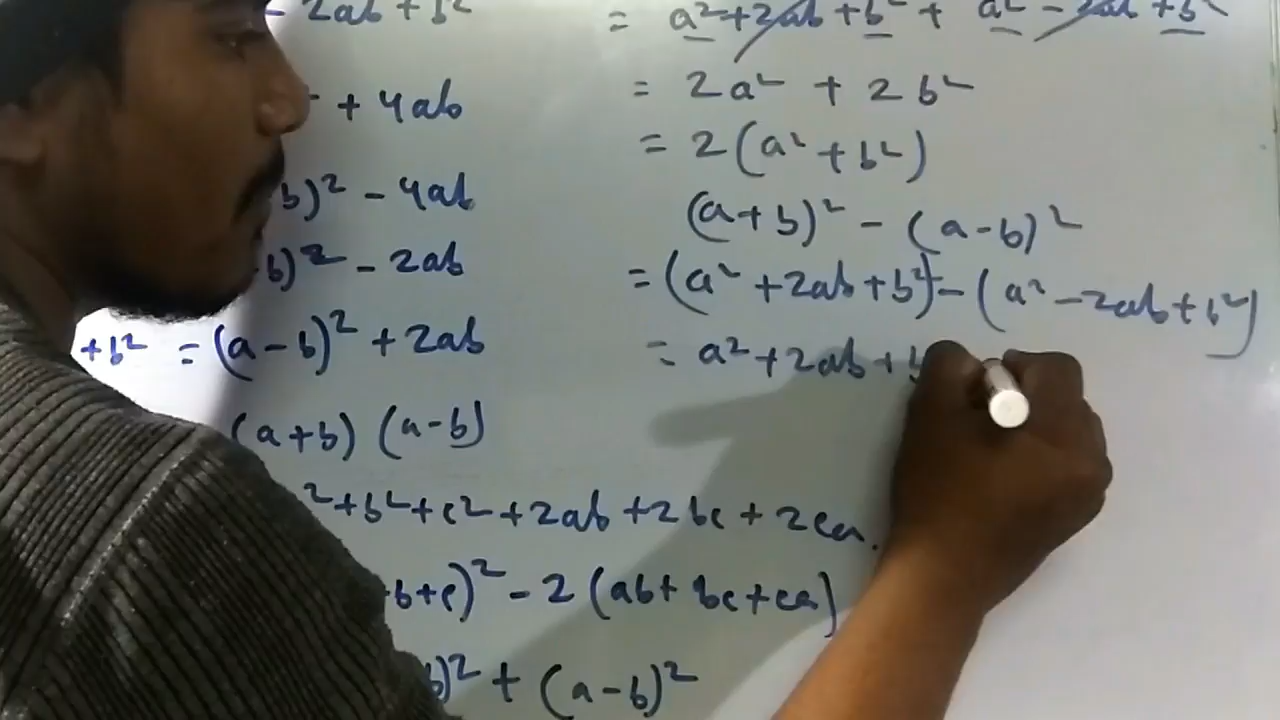 - 2ab + b²
+ 4ab
b)² - 4ab
b)² - 2ab
+b² = (a-b)² + 2ab
(a+b) (a-b)
² + b² + c² + 2ab + 2bc + 2ca.
+b+c)² - 2 (ab + bc + ca)
b)² + (a-b)²
= a² + 2ab + b² + a² - 2ab + b²
= 2a² + 2b²
= 2(a² + b²)
(a+b)² - (a-b)²
= (a² + 2ab + b²) - (a² - 2ab + b²)
= a² + 2ab + b